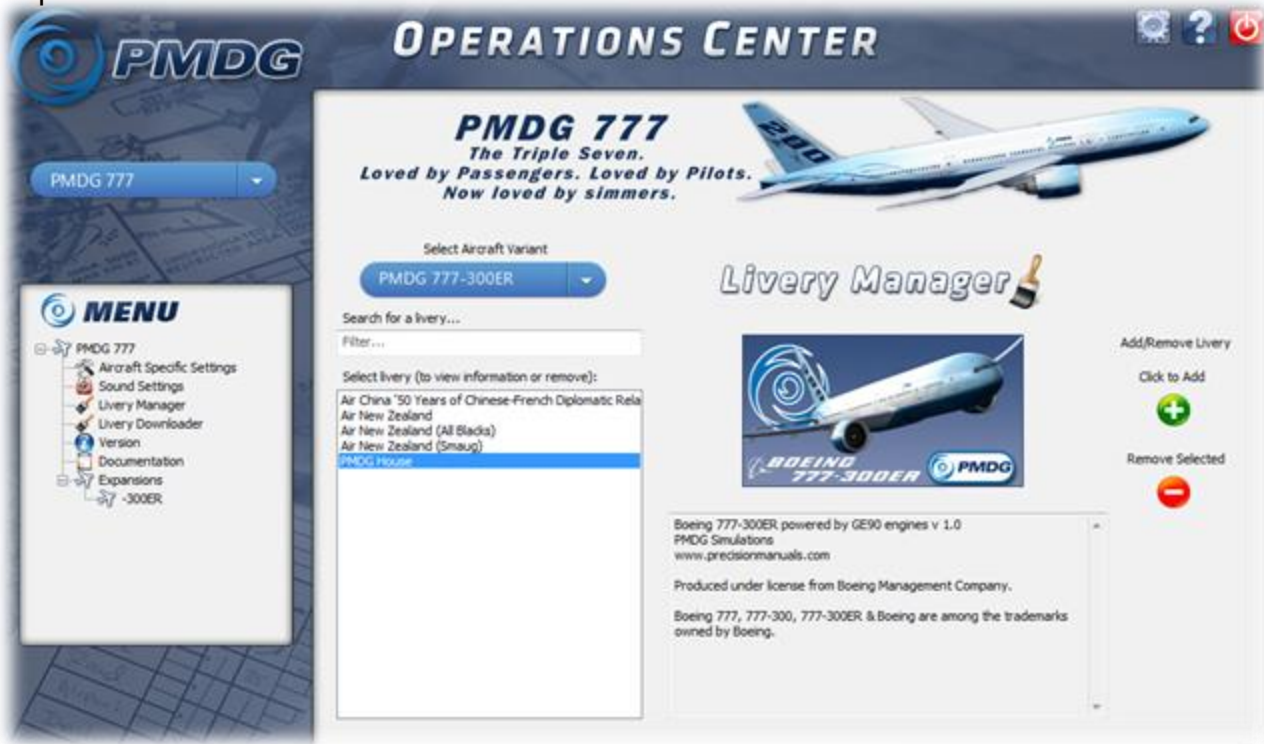 PMDG
OPERATIONS CENTER
?
PMDG 777
PMDG 777
The Triple Seven.
Loved by Passengers. Loved by Pilots.
Now loved by simmers.
200
Select Aircraft Variant
PMDG 777-300ER
Livery Manager
Search for a livery...
Filter...
Select livery (to view information or remove):
Air China "50 Years of Chinese-French Diplomatic Rela
Air New Zealand
Air New Zealand (All Blacks)
Air New Zealand (Smaug)
PMDG House
MENU
PMDG 777
Aircraft Specific Settings
Sound Settings
Livery Manager
Livery Downloader
Version
Documentation
Expansions
-300ER
BOEING
777-300ER
PMDG
Add/Remove Livery
Click to Add
Remove Selected
Boeing 777-300ER powered by GE90 engines v 1.0
PMDG Simulations
www.precisionmanuals.com
Produced under license from Boeing Management Company.
Boeing 777, 777-300, 777-300ER & Boeing are among the trademarks
owned by Boeing.